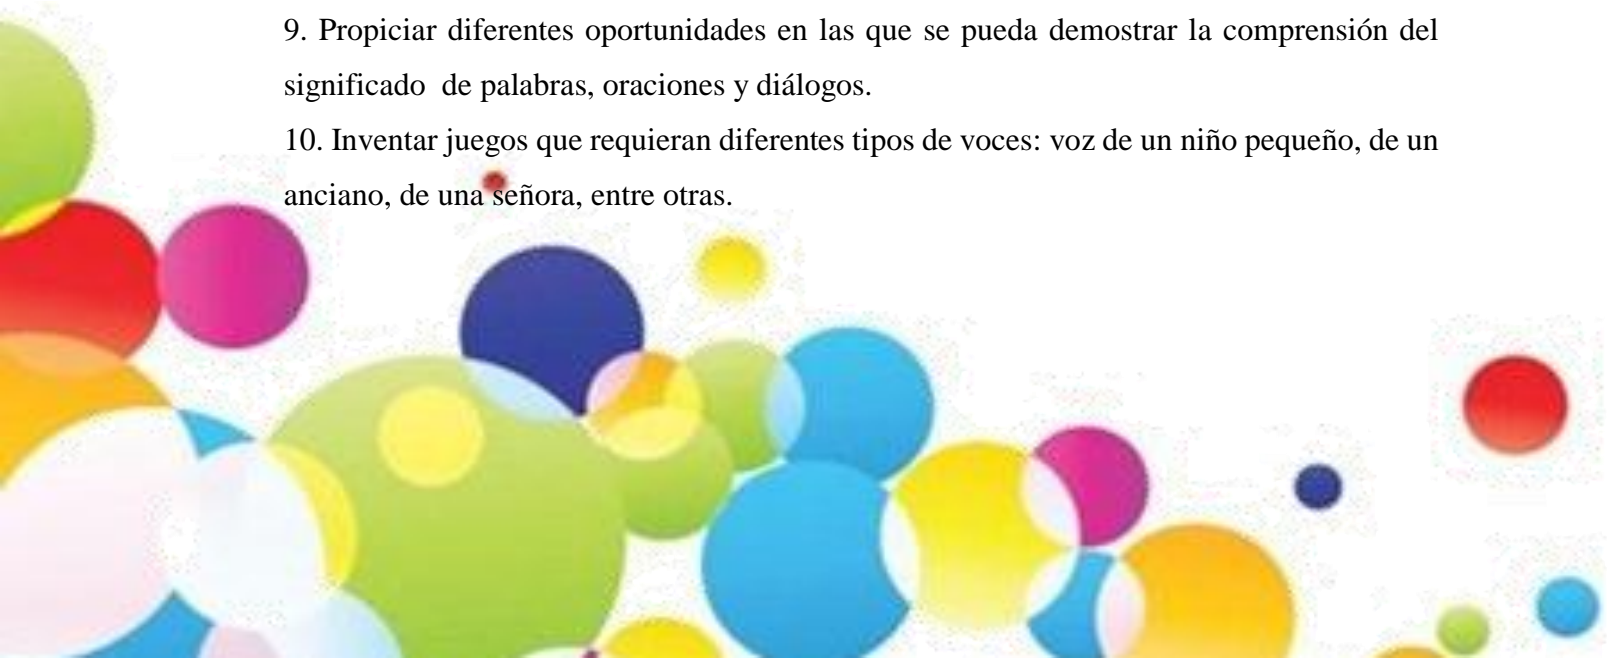 9. Propiciar diferentes oportunidades en las que se pueda demostrar la comprensión del
significado  de palabras, oraciones y diálogos.
10. Inventar juegos que requieran diferentes tipos de voces: voz de un niño pequeño, de un
anciano, de una señora, entre otras.